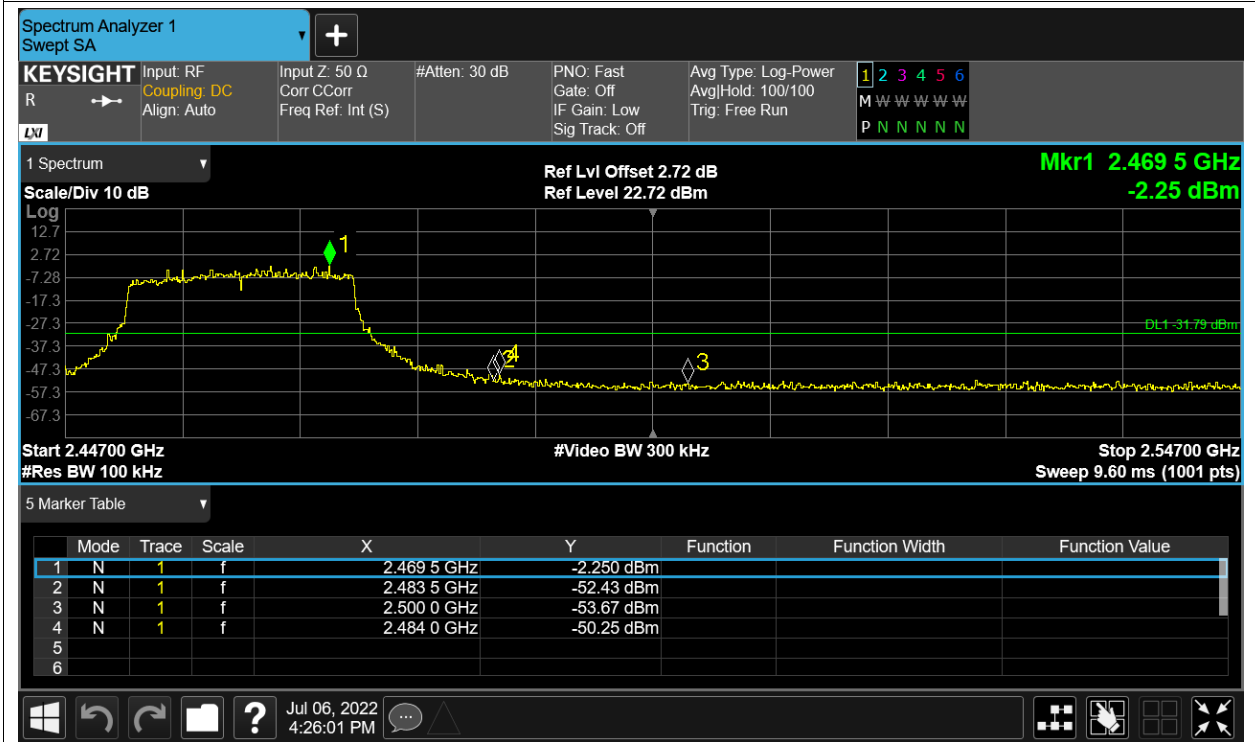 Spectrum Analyzer 1
Swept SA
KEYSIGHT
R
LXI
Input: RF
Coupling: DC
Align: Auto
Input Z: 50 Ω
Corr CCorr
Freq Ref: Int (S)
#Atten: 30 dB
PNO: Fast
Gate: Off
IF Gain: Low
Sig Track: Off
Avg Type: Log-Power
Avg|Hold: 100/100
Trig: Free Run
1 2 3 4 5 6
M W W W W W
P N N N N N
1 Spectrum
Scale/Div 10 dB
Ref Lvl Offset 2.72 dB
Ref Level 22.72 dBm
Mkr1 2.469 5 GHz
-2.25 dBm
Log
12.7
2.72
-7.28
-17.3
-27.3
-37.3
-47.3
-57.3
-67.3
1
2
4
3
DL1 -31.79 dBm
Start 2.44700 GHz
#Res BW 100 kHz
#Video BW 300 kHz
Stop 2.54700 GHz
Sweep 9.60 ms (1001 pts)
5 Marker Table
Mode Trace Scale X Y Function Function Width Function Value
1 N 1 f 2.469 5 GHz -2.250 dBm
2 N 1 f 2.483 5 GHz -52.43 dBm
3 N 1 f 2.500 0 GHz -53.67 dBm
4 N 1 f 2.484 0 GHz -50.25 dBm
5
6
?
Jul 06, 2022
4:26:01 PM